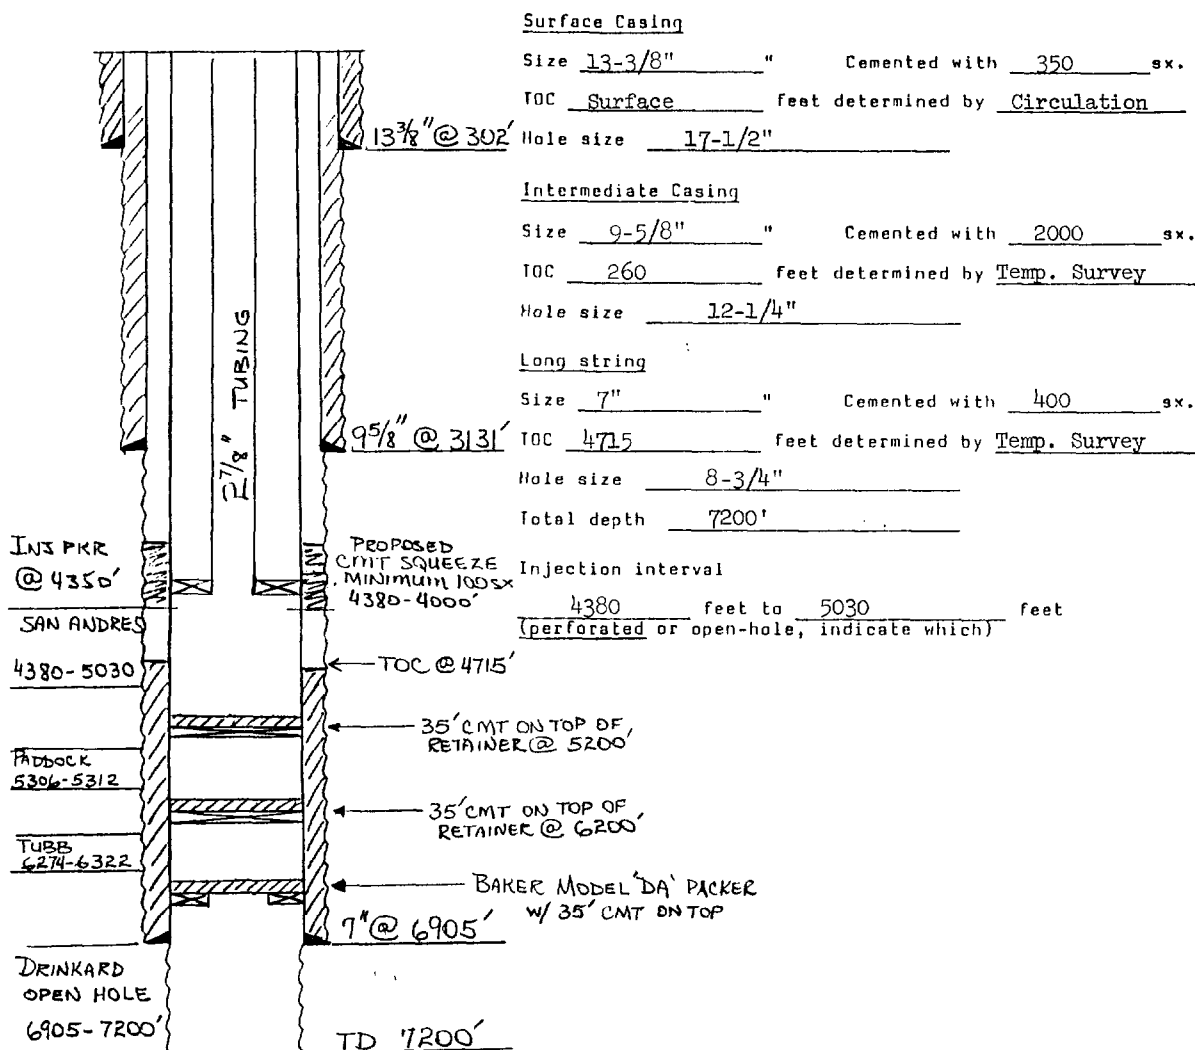 Surface Casing
Size 13-3/8" " Cemented with 350 sx.
TOC Surface feet determined by Circulation
Hole size 17-1/2"
Intermediate Casing
Size 9-5/8" " Cemented with 2000 sx.
TOC 260 feet determined by Temp. Survey
Hole size 12-1/4"
Long string
Size 7" " Cemented with 400 sx.
TOC 4715 feet determined by Temp. Survey
Hole size 8-3/4"
Total depth 7200'
Injection interval
4380 feet to 5030 feet
(perforated or open-hole, indicate which)
13 3/8" @ 302'
2 7/8" TUBING
9 5/8" @ 3131'
INJ PKR
@ 4350'
PROPOSED
CMT SQUEEZE
MINIMUM 100SX
4380-4000'
SAN ANDRES
4380-5030
TOC @ 4715'
35' CMT ON TOP OF
RETAINER @ 5200'
PADDOCK
5306-5312
35' CMT ON TOP OF
RETAINER @ 6200'
TUBB
6274-6322
BAKER MODEL 'DA' PACKER
W/ 35' CMT ON TOP
7" @ 6905'
DRINKARD
OPEN HOLE
6905-7200'
TD 7200'